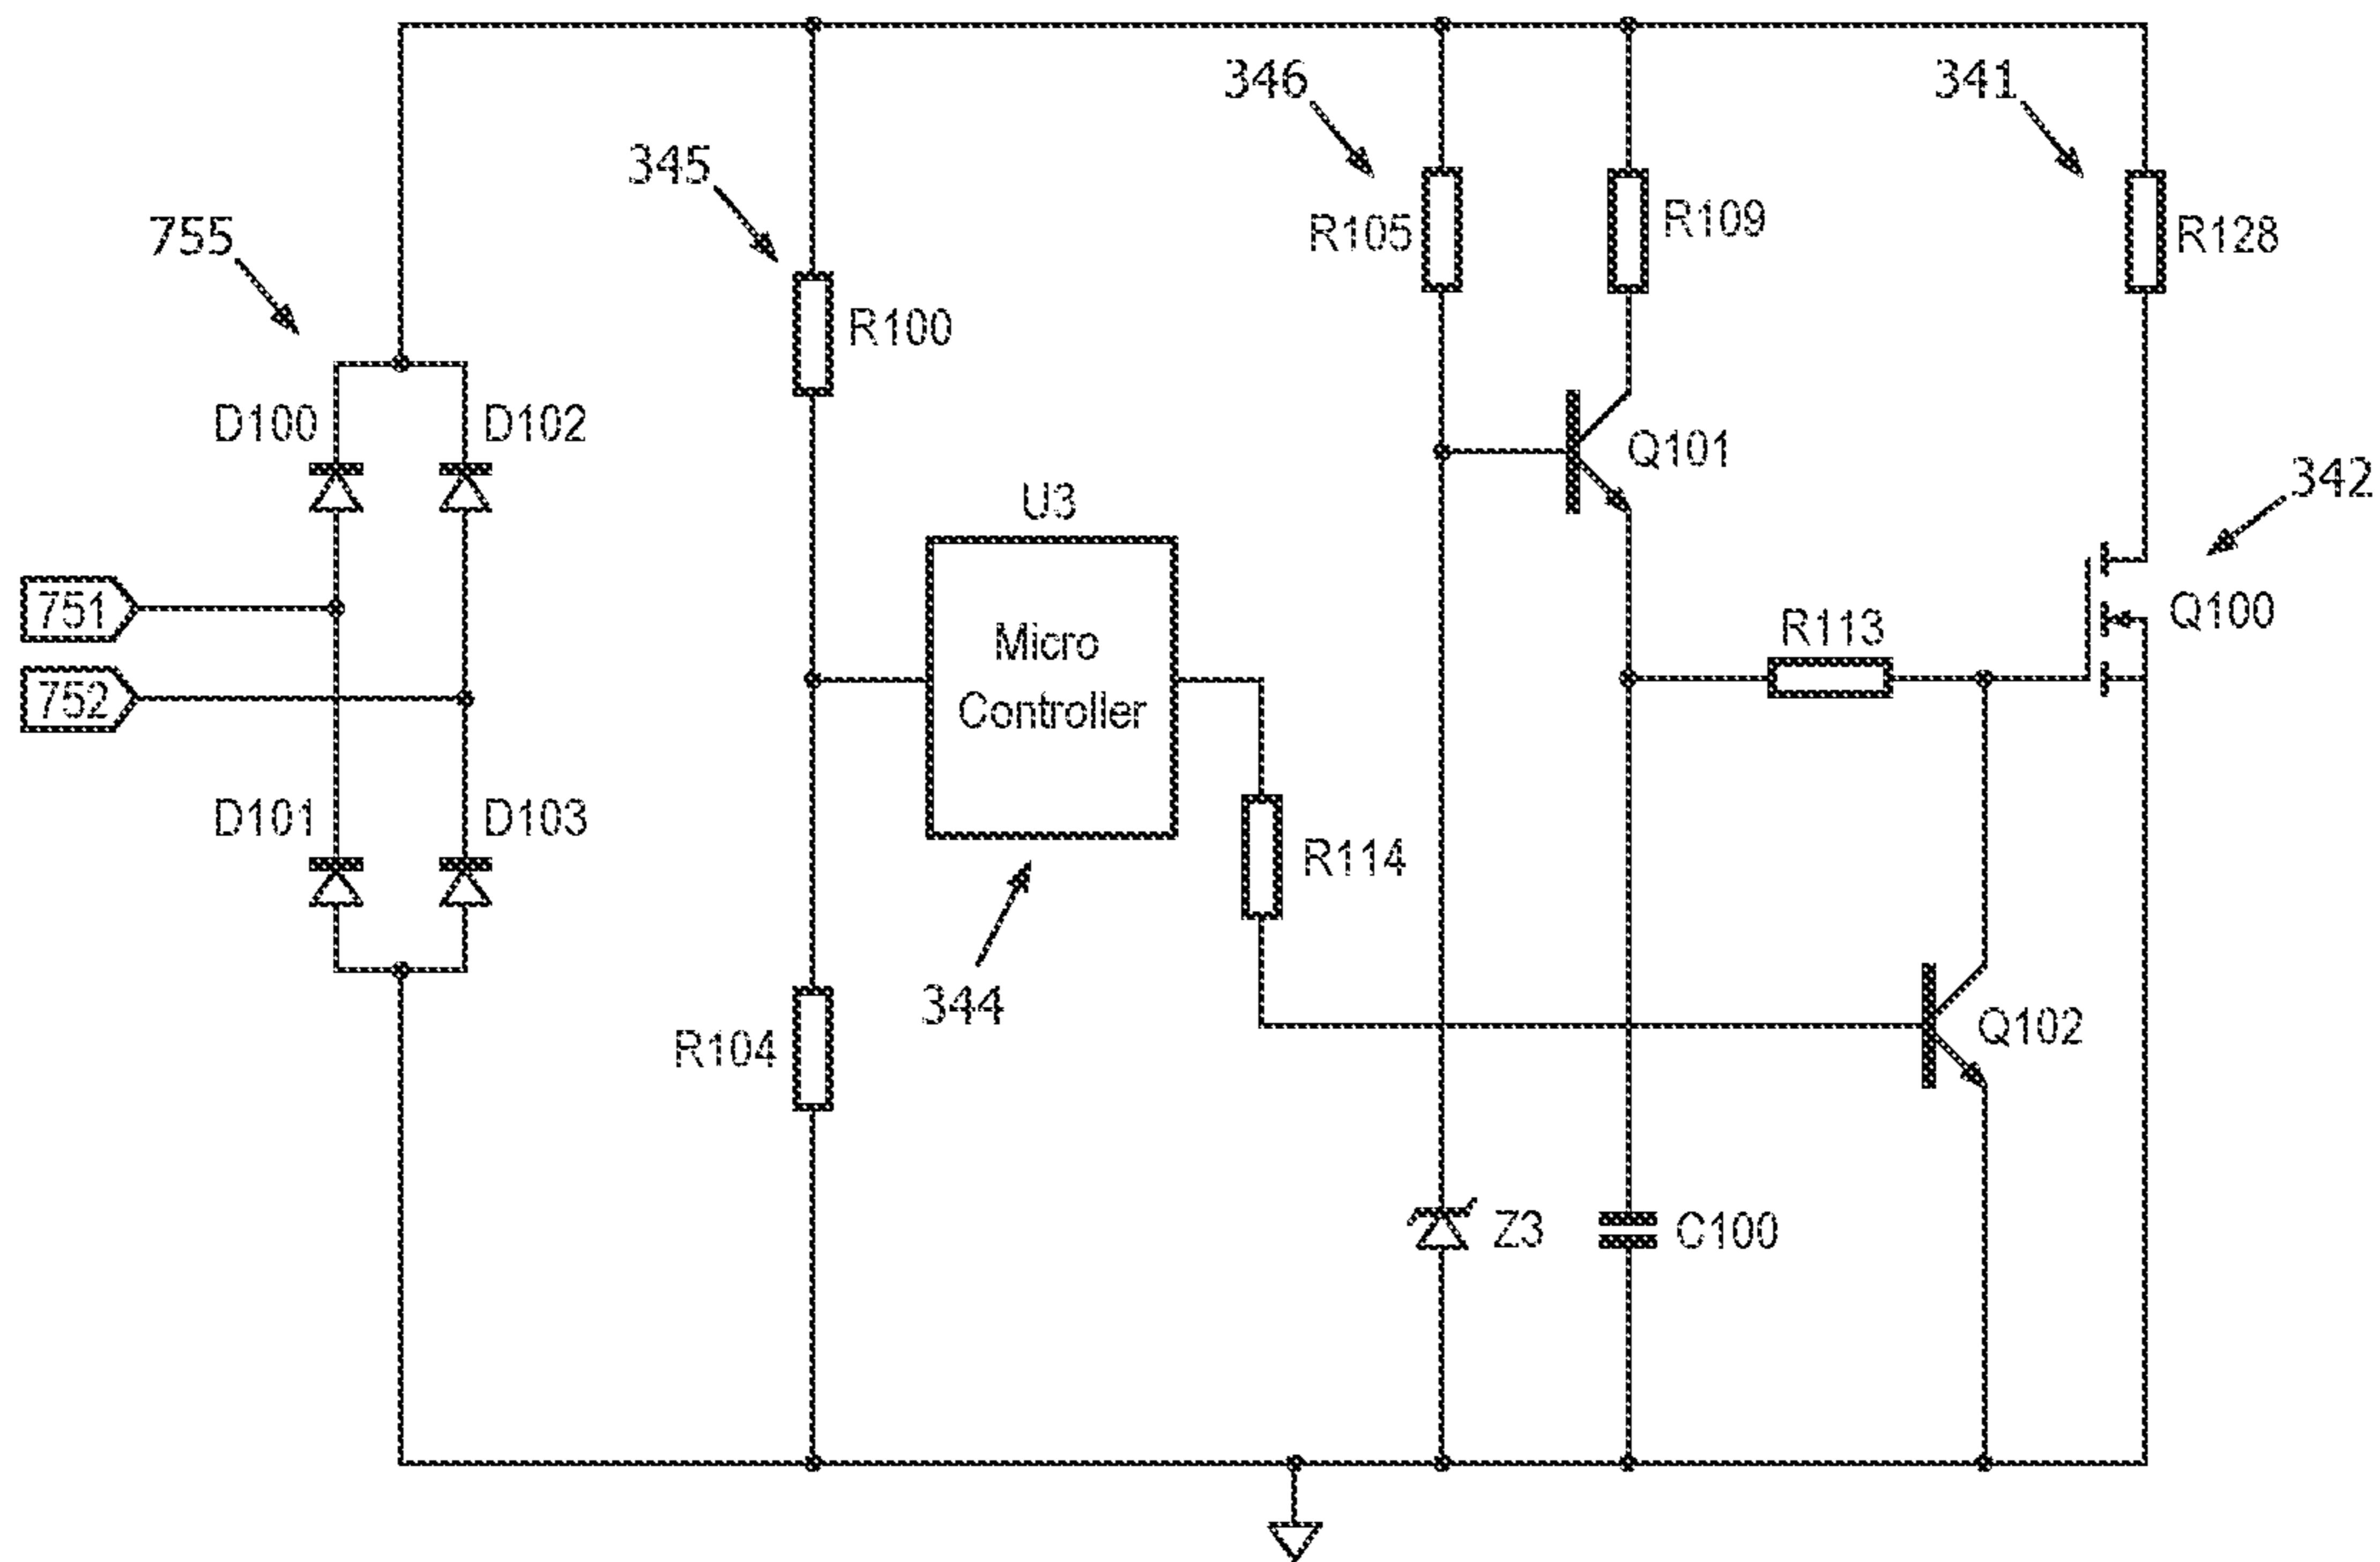 346
341
345
R105
R109
R128
755
R100
D100
D102
Q101
342
U3
751
Micro
Controller
R113
Q100
752
D101
D103
R114
344
R104
Q102
Z3
C100